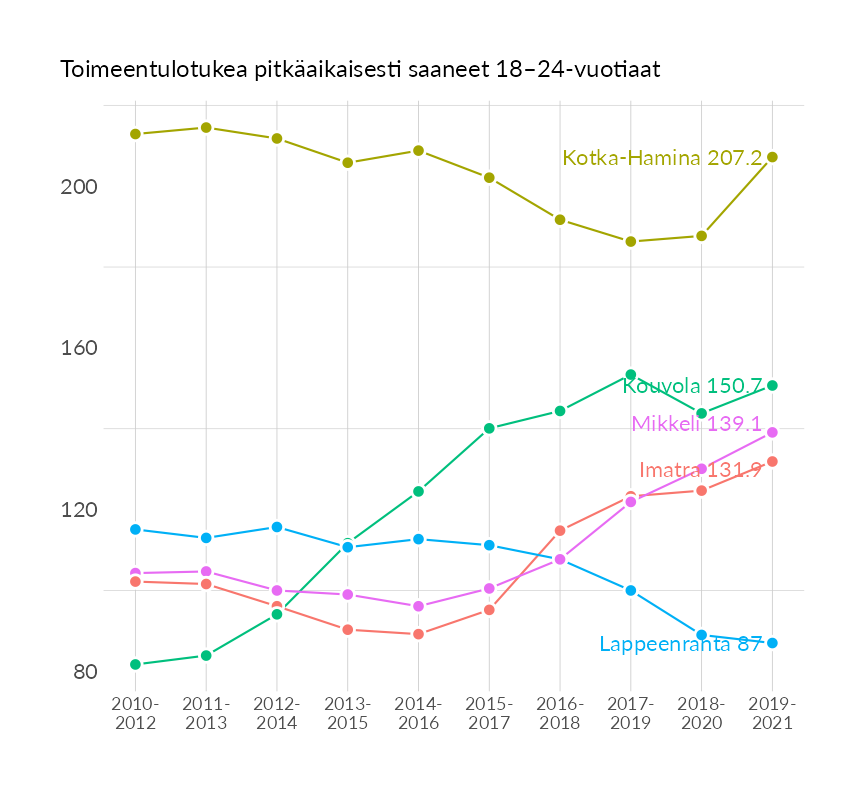 Toimeentulotukea pitkäaikaisesti saaneet 18–24-vuotiaat
Kotka-Hamina 207.2
200
160
Kouvola 150.7
Mikkeli 139.1
Imatra 131.9
120
Lappeenranta 87
80
2010- 2011- 2012- 2013- 2014- 2015- 2016- 2017- 2018- 2019-
2012 2013 2014 2015 2016 2017 2018 2019 2020 2021